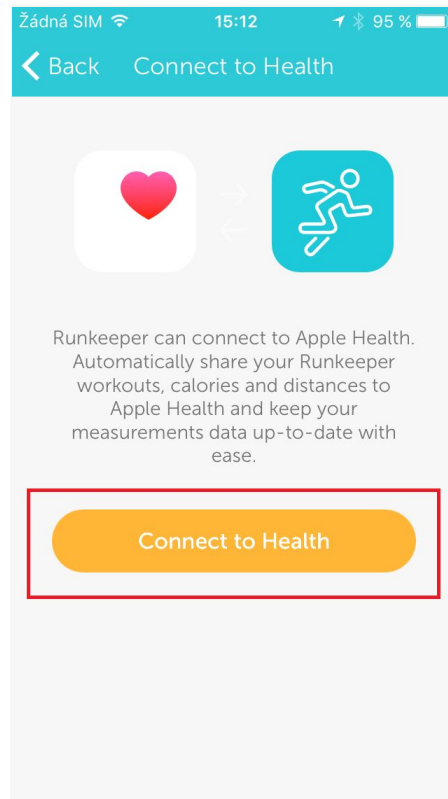 Žádná SIM 15:12 95 %
Back Connect to Health
Runkeeper can connect to Apple Health.
Automatically share your Runkeeper
workouts, calories and distances to
Apple Health and keep your
measurements data up-to-date with
ease.
Connect to Health